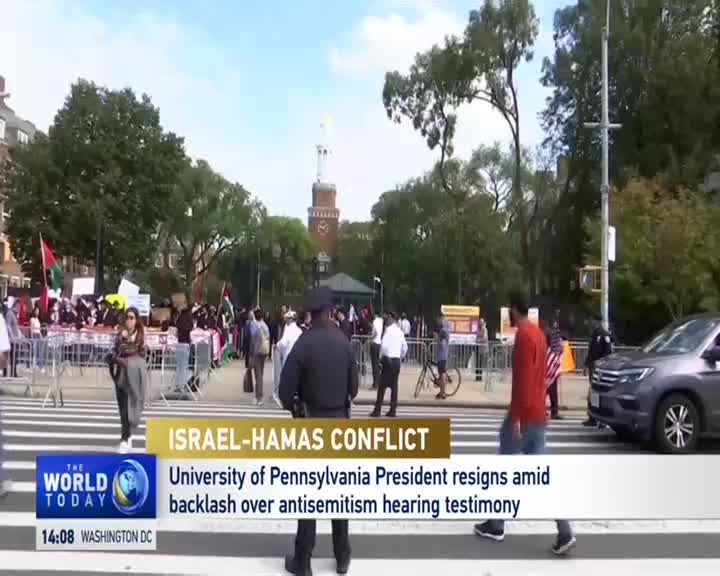 ISRAEL-HAMAS CONFLICT
University of Pennsylvania President resigns amid
backlash over antisemitism hearing testimony
THE
WORLD
TODAY
14:08 WASHINGTON DC